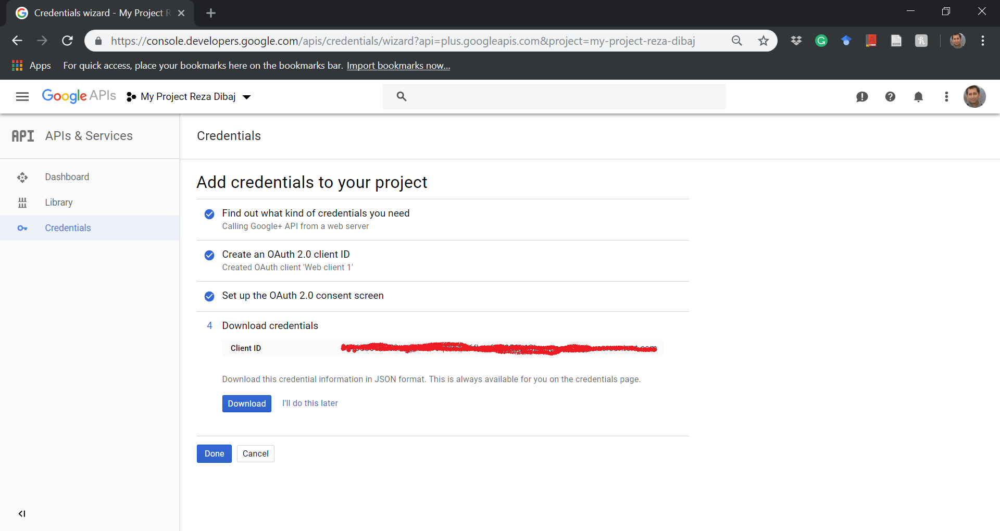 Credentials wizard - My Project R
https://console.developers.google.com/apis/credentials/wizard?api=plus.googleapis.com&project=my-project-reza-dibaj
Apps For quick access, place your bookmarks here on the bookmarks bar. Import bookmarks now...
Google APIs My Project Reza Dibaj
API APIs & Services
Credentials
Dashboard
Library
Credentials
Add credentials to your project
Find out what kind of credentials you need
Calling Google+ API from a web server
Create an OAuth 2.0 client ID
Created OAuth client 'Web client 1'
Set up the OAuth 2.0 consent screen
4 Download credentials
Client ID
Download this credential information in JSON format. This is always available for you on the credentials page.
Download I'll do this later
Done Cancel